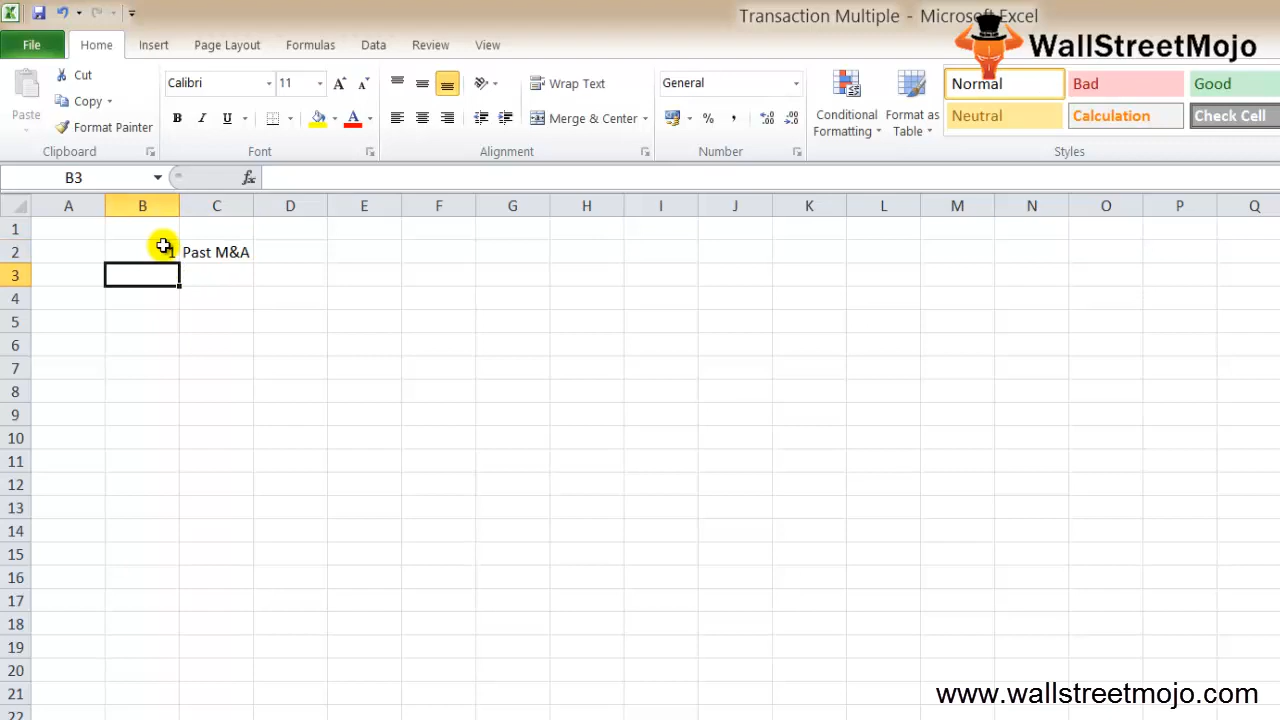 Transaction Multiple - Microsoft Excel
WallStreetMojo
File Home Insert Page Layout Formulas Data Review View
Paste
Cut
Copy
Format Painter
Clipboard
Calibri 11 A A
B I U A
Font
Wrap Text
Merge & Center
Alignment
General
% ,
Number
Conditional Formatting
Format as Table
Normal Bad Good
Neutral Calculation Check Cell
Styles
B3 fx
A B C D E F G H I J K L M N O P Q
1
2 1 Past M&A
3
4
5
6
7
8
9
10
11
12
13
14
15
16
17
18
19
20
21
22
www.wallstreetmojo.com